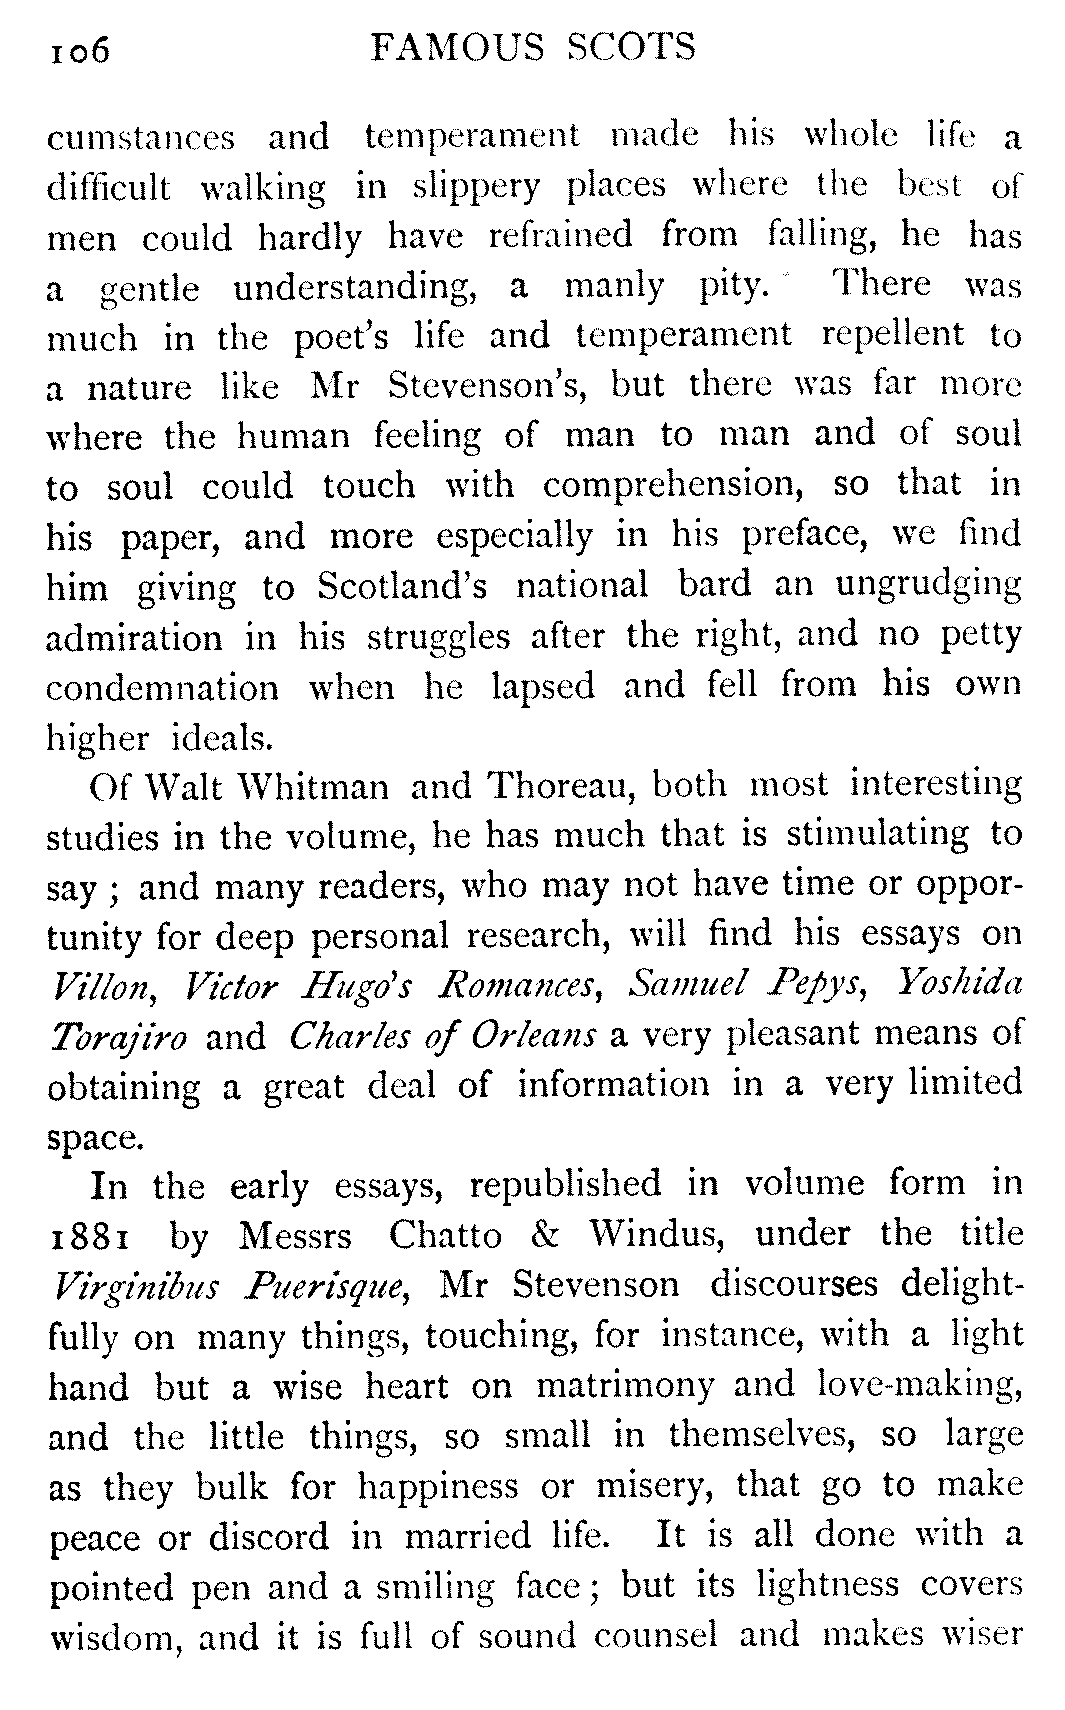 106 FAMOUS SCOTS
cumstances and temperament made his whole life a
difficult walking in slippery places where the best of
men could hardly have refrained from falling, he has
a gentle understanding, a manly pity. There was
much in the poet's life and temperament repellent to
a nature like Mr Stevenson's, but there was far more
where the human feeling of man to man and of soul
to soul could touch with comprehension, so that in
his paper, and more especially in his preface, we find
him giving to Scotland's national bard an ungrudging
admiration in his struggles after the right, and no petty
condemnation when he lapsed and fell from his own
higher ideals.
Of Walt Whitman and Thoreau, both most interesting
studies in the volume, he has much that is stimulating to
say ; and many readers, who may not have time or oppor-
tunity for deep personal research, will find his essays on
Villon, Victor Hugo's Romances, Samuel Pepys, Yoshida
Torajiro and Charles of Orleans a very pleasant means of
obtaining a great deal of information in a very limited
space.
In the early essays, republished in volume form in
1881 by Messrs Chatto & Windus, under the title
Virginibus Puerisque, Mr Stevenson discourses delight-
fully on many things, touching, for instance, with a light
hand but a wise heart on matrimony and love-making,
and the little things, so small in themselves, so large
as they bulk for happiness or misery, that go to make
peace or discord in married life. It is all done with a
pointed pen and a smiling face ; but its lightness covers
wisdom, and it is full of sound counsel and makes wiser